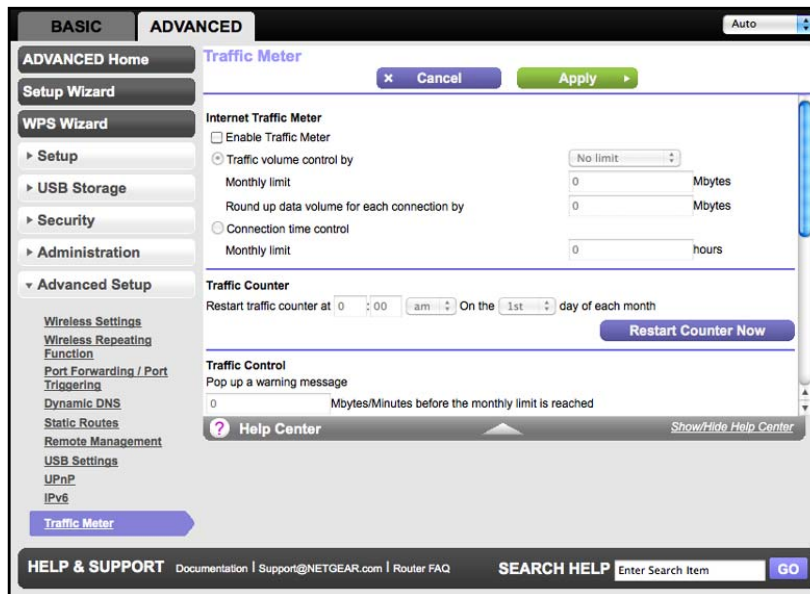 BASIC
ADVANCED
Auto
ADVANCED Home
Setup Wizard
WPS Wizard
Setup
USB Storage
Security
Administration
Advanced Setup
Wireless Settings
Wireless Repeating
Function
Port Forwarding / Port
Triggering
Dynamic DNS
Static Routes
Remote Management
USB Settings
UPnP
IPv6
Traffic Meter
Traffic Meter
Cancel
Apply
Internet Traffic Meter
Enable Traffic Meter
Traffic volume control by No limit
Monthly limit 0 Mbytes
Round up data volume for each connection by 0 Mbytes
Connection time control
Monthly limit 0 hours
Traffic Counter
Restart traffic counter at 0 : 00 am On the 1st day of each month
Restart Counter Now
Traffic Control
Pop up a warning message
0 Mbytes/Minutes before the monthly limit is reached
? Help Center Show/Hide Help Center
HELP & SUPPORT Documentation | Support@NETGEAR.com | Router FAQ SEARCH HELP Enter Search Item GO